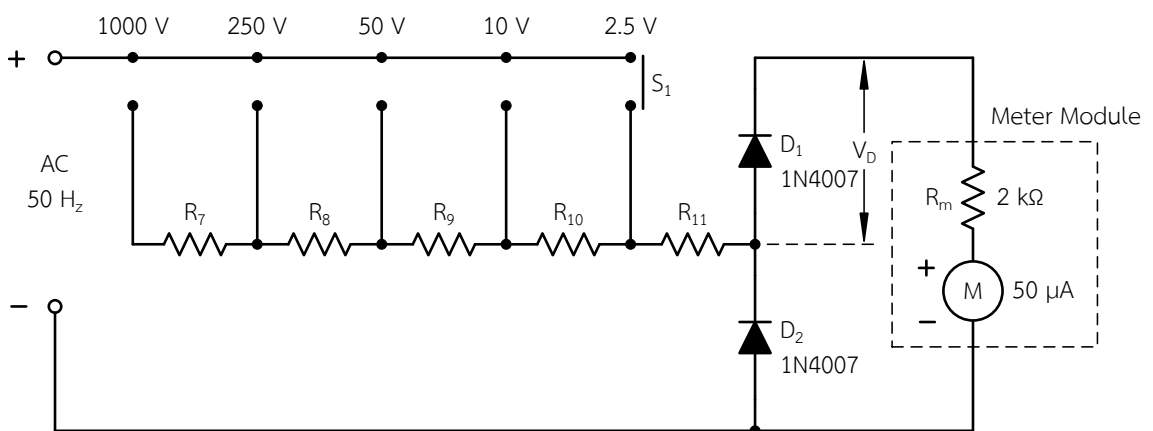 1000 V 250 V 50 V 10 V 2.5 V
+
S1
Meter Module
AC
50 Hz
D1
1N4007
VD
Rm 2 kΩ
R7 R8 R9 R10 R11
+
M 50 µA
−
−
D2
1N4007